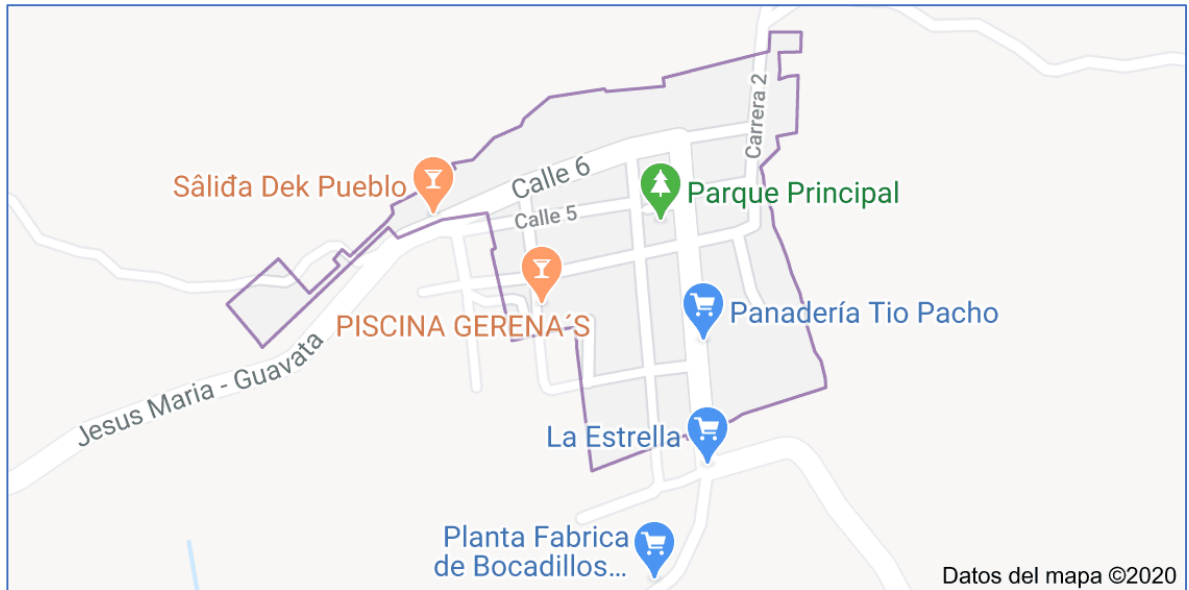 Carrera 2
Sâliđa Dek Pueblo
Calle 6
Parque Principal
Calle 5
PISCINA GERENA´S
Panadería Tio Pacho
Jesus Maria - Guavata
La Estrella
Planta Fabrica
de Bocadillos...
Datos del mapa ©2020